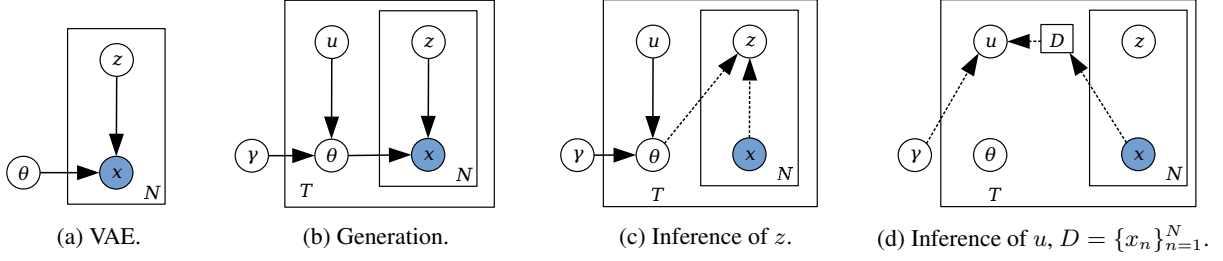 z
θ
x
N
(a) VAE.
u
z
γ
θ
x
T
N
(b) Generation.
u
z
γ
θ
x
T
N
(c) Inference of z.
u
D
z
γ
θ
x
T
N
(d) Inference of u, D = {x_n}_{n=1}^N.